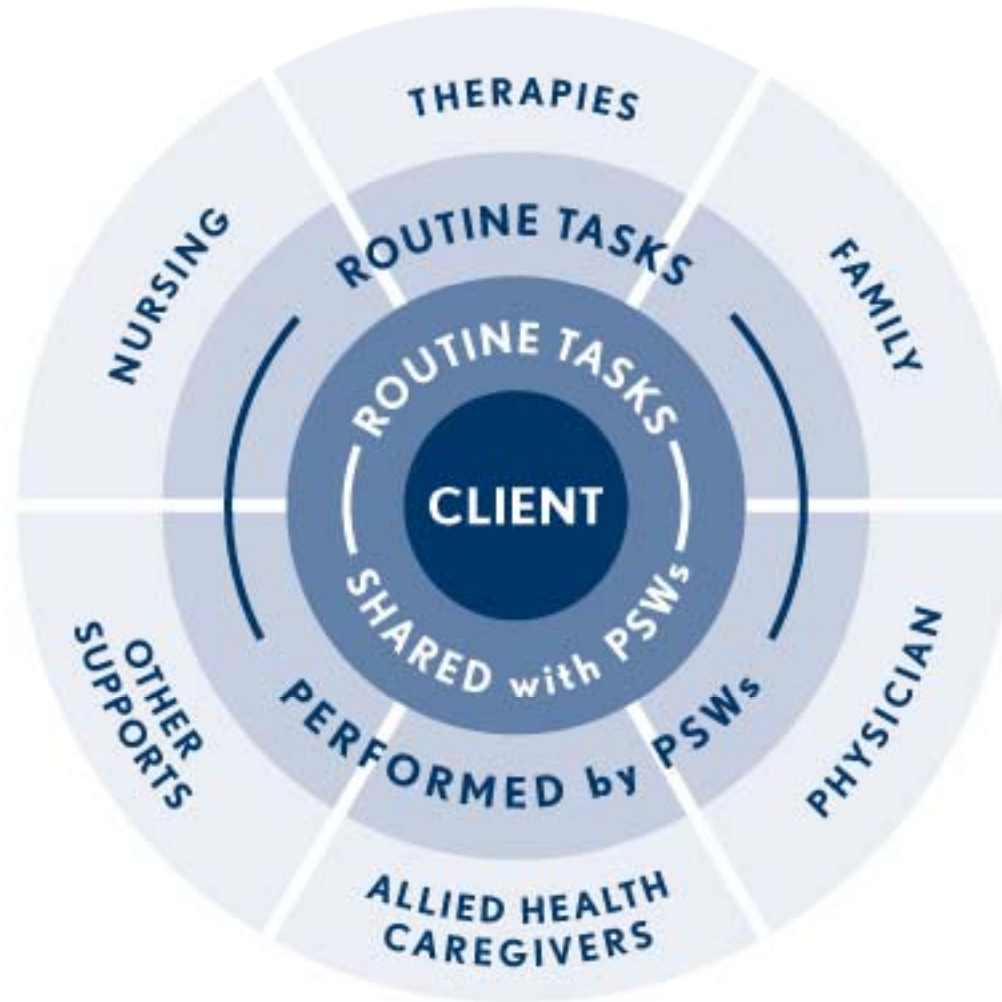 THERAPIES
NURSING
FAMILY
ROUTINE TASKS
PERFORMED by PSWs
ROUTINE TASKS
SHARED with PSWs
CLIENT
OTHER
SUPPORTS
PHYSICIAN
ALLIED HEALTH
CAREGIVERS